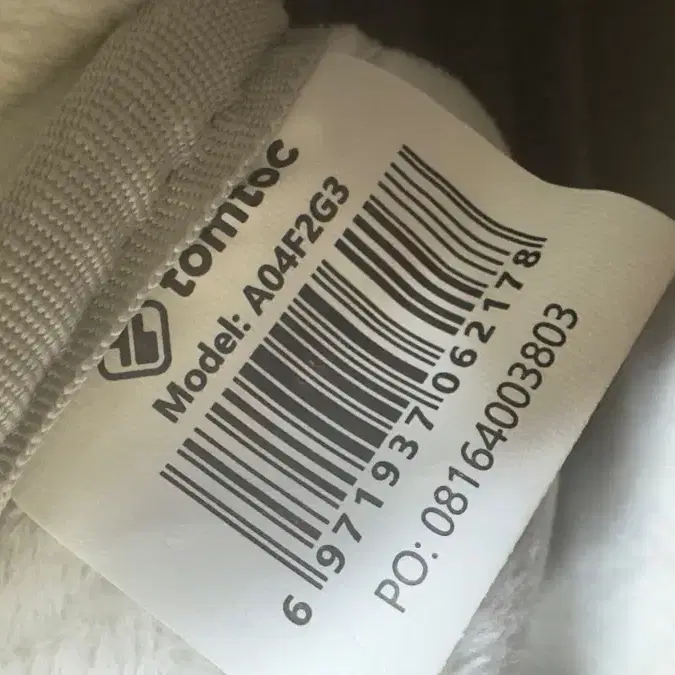 tomtoc
Model: A04F2G3
6 971937 062178
PO: 08164003803